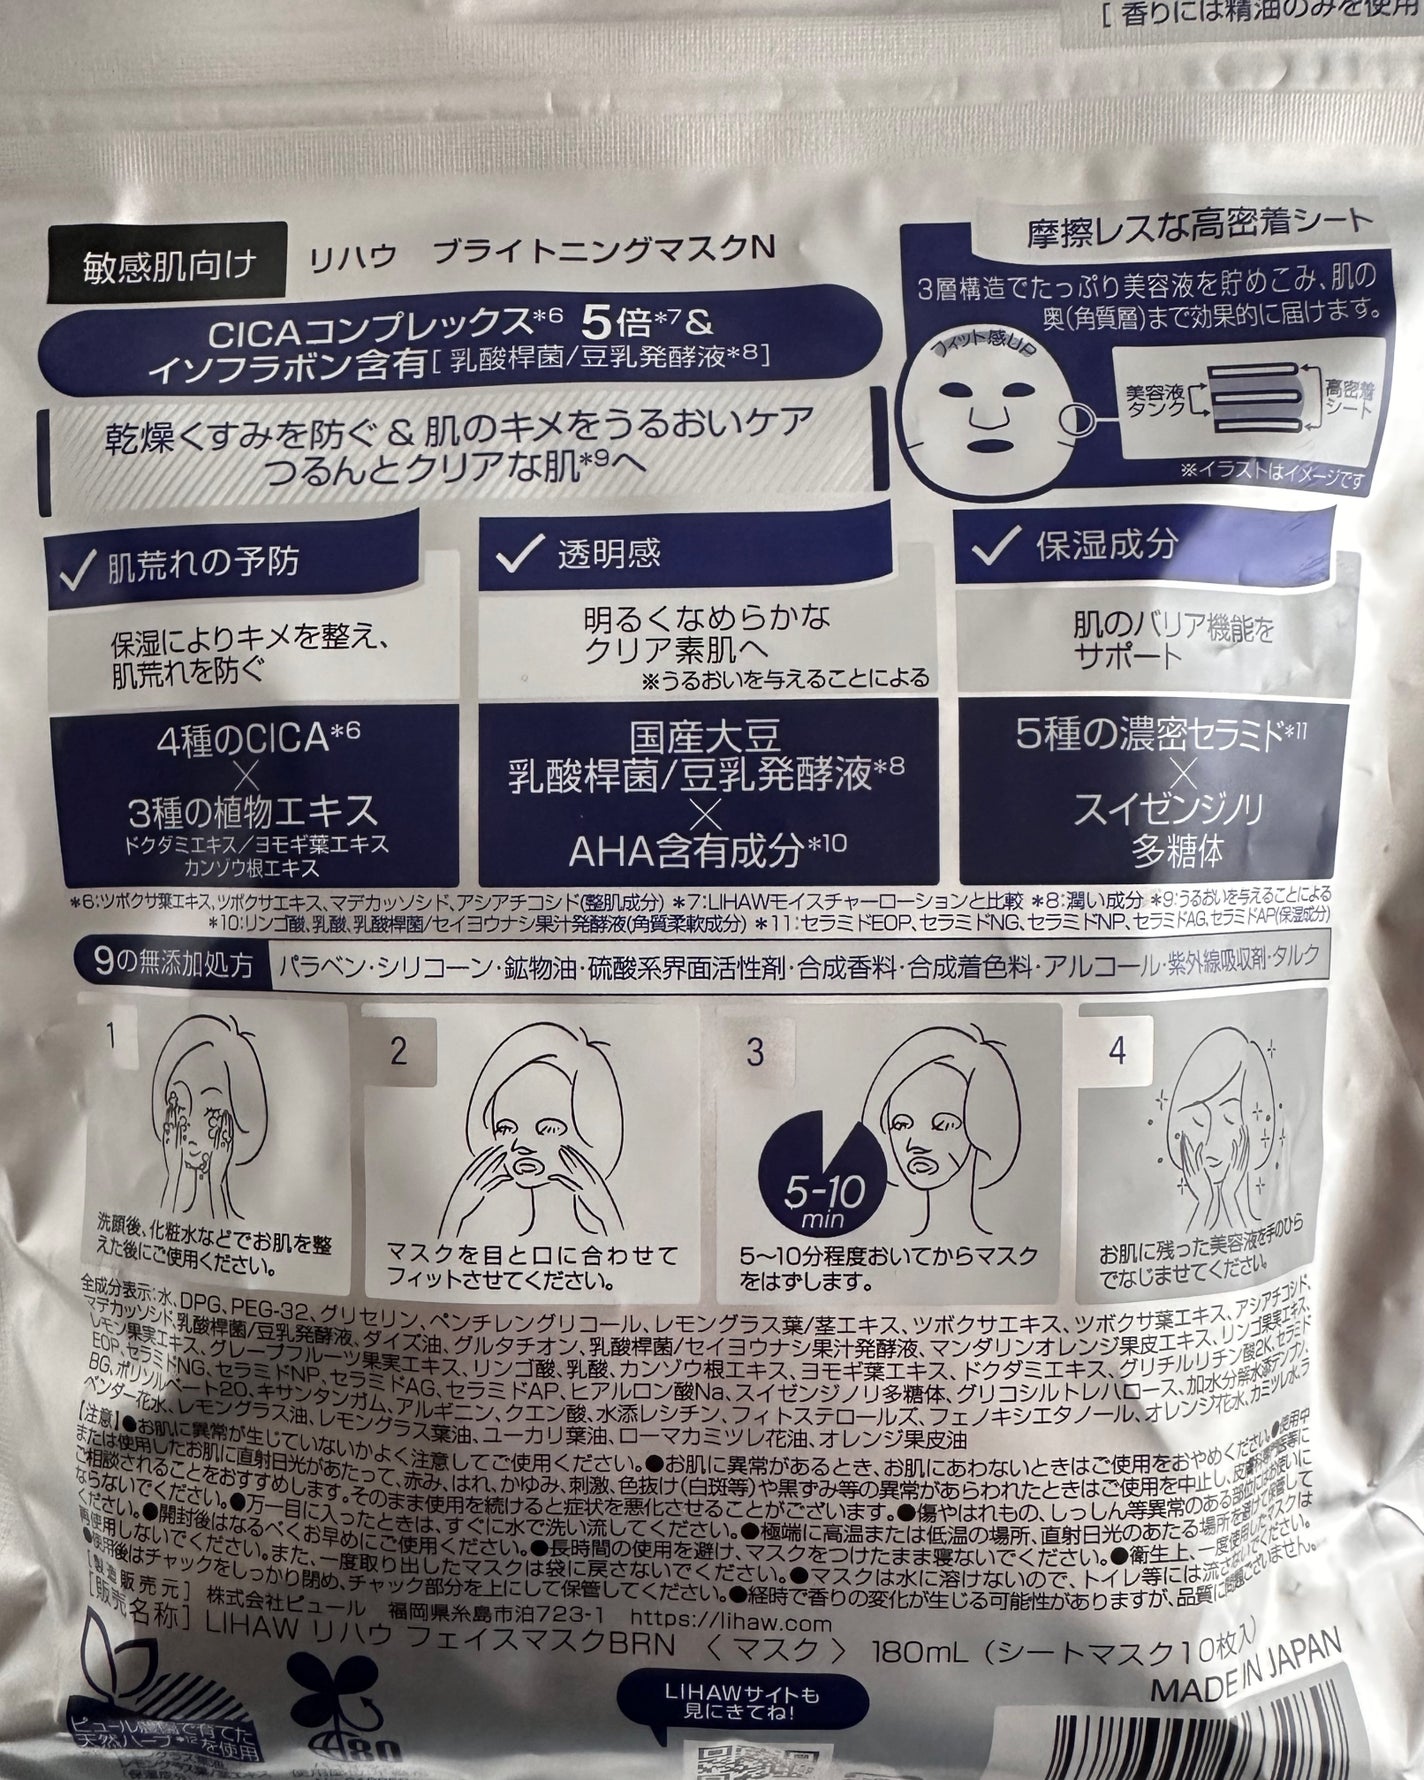 [ 香りには精油のみを使用
敏感肌向け
リハウ ブライトニングマスクN
CICAコンプレックス*6 5倍*7&
イソフラボン含有[ 乳酸桿菌/豆乳発酵液*8]
乾燥くすみを防ぐ & 肌のキメをうるおいケア
つるんとクリアな肌*9へ
摩擦レスな高密着シート
3層構造でたっぷり美容液を貯めこみ、肌の
奥(角質層)まで効果的に届けます。
フィット感UP
美容液
タンク
高密着
シート
※イラストはイメージです
肌荒れの予防
保湿によりキメを整え、
肌荒れを防ぐ
4種のCICA*6
×
3種の植物エキス
ドクダミエキス/ヨモギ葉エキス
カンゾウ根エキス
透明感
明るくなめらかな
クリア素肌へ
※うるおいを与えることによる
国産大豆
乳酸桿菌/豆乳発酵液*8
×
AHA含有成分*10
保湿成分
肌のバリア機能を
サポート
5種の濃密セラミド*11
×
スイゼンジノリ
多糖体
*6:ツボクサ葉エキス、ツボクサエキス、マデカッソシド、アシアチコシド(整肌成分) *7:LIHAWモイスチャーローションと比較 *8:潤い成分 *9:うるおいを与えることによる
*10:リンゴ酸、乳酸、乳酸桿菌/セイヨウナシ果汁発酵液(角質柔軟成分) *11:セラミドEOP、セラミドNG、セラミドNP、セラミドAG、セラミドAP(保湿成分)
9の無添加処方 パラベン・シリコーン・鉱物油・硫酸系界面活性剤・合成香料・合成着色料・アルコール・紫外線吸収剤・タルク
1
洗顔後、化粧水などでお肌を整
えた後にご使用ください。
2
マスクを目と口に合わせて
フィットさせてください。
3
5-10
min
5〜10分程度おいてからマスク
をはずします。
4
お肌に残った美容液を手のひら
でなじませてください。
全成分表示:水、DPG、PEG-32、グリセリン、ペンチレングリコール、レモングラス葉/茎エキス、ツボクサエキス、ツボクサ葉エキス、アシアチコシド、
マデカッソシド、乳酸桿菌/豆乳発酵液、ダイズ油、グルタチオン、乳酸桿菌/セイヨウナシ果汁発酵液、マンダリンオレンジ果皮エキス、リンゴ果実エキス、
レモン果実エキス、グレープフルーツ果実エキス、リンゴ酸、乳酸、カンゾウ根エキス、ヨモギ葉エキス、ドクダミエキス、グリチルリチン酸2K、セラミド
EOP、セラミドNG、セラミドNP、セラミドAG、セラミドAP、ヒアルロン酸Na、スイゼンジノリ多糖体、グリコシルトレハロース、加水分解水添デンプン、
BG、ポリソルベート20、キサンタンガム、アルギニン、クエン酸、水添レシチン、フィトステロールズ、フェノキシエタノール、オレンジ花水、カミツレ水、ラ
ベンダー花水、レモングラス油、レモングラス葉油、ユーカリ葉油、ローマカミツレ花油、オレンジ果皮油
【注意】●お肌に異常が生じていないかよく注意してご使用ください。●お肌に異常があるとき、お肌にあわないときはご使用をおやめください。●使用中
または使用したお肌に直射日光があたって、赤み、はれ、かゆみ、刺激、色抜け(白斑等)や黒ずみ等の異常があらわれたときはご使用を中止し、皮膚科専門医等に
ご相談されることをおすすめします。そのまま使用を続けると症状を悪化させることがございます。●傷やはれもの、しっしん等異常のある部位にはお使いに
ならないでください。●万一目に入ったときは、すぐに水で洗い流してください。●極端に高温または低温の場所、直射日光のあたる場所を避けて保管して
ください。●開封後はなるべくお早めにご使用ください。●長時間の使用を避け、マスクをつけたまま寝ないでください。●衛生上、一度使用したマスクは
再使用しないでください。また、一度取り出したマスクは袋に戻さないでください。●マスクは水に溶けないので、トイレ等には流さないでください。
●使用後はチャックをしっかり閉め、チャック部分を上にして保管してください。●経時で香りの変化が生じる可能性がありますが、品質に問題ございません。
[製造販売元] 株式会社ピュール 福岡県糸島市泊723-1 https://lihaw.com
[販売名称] LIHAW リハウ フェイスマスクBRN 〈マスク〉 180mL (シートマスク10枚入)
MADE IN JAPAN
ピュール農園で育てた
天然ハーブ*12を使用
LIHAWサイトも
見にきてね!